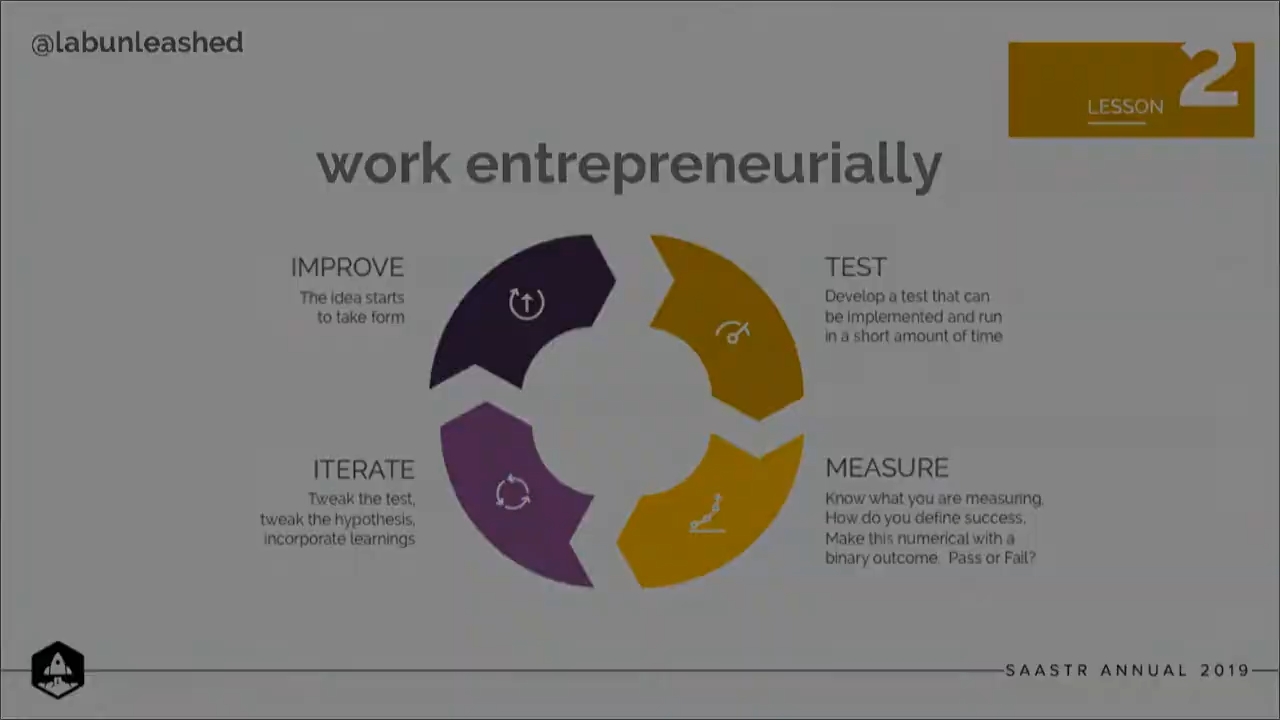 @labunleashed
LESSON 2
work entrepreneurially
IMPROVE
The idea starts
to take form
TEST
Develop a test that can
be implemented and run
in a short amount of time
ITERATE
Tweak the test,
tweak the hypothesis,
incorporate learnings
MEASURE
Know what you are measuring.
How do you define success.
Make this numerical with a
binary outcome. Pass or Fail?
SAASTR ANNUAL 2019